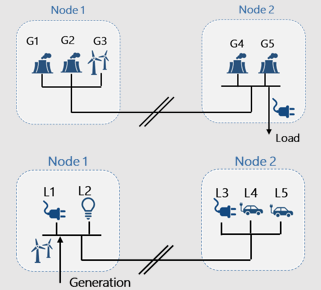 Node 1
Node 2
G1 G2 G3
G4 G5
Load
Node 1
Node 2
L1 L2
L3 L4 L5
Generation